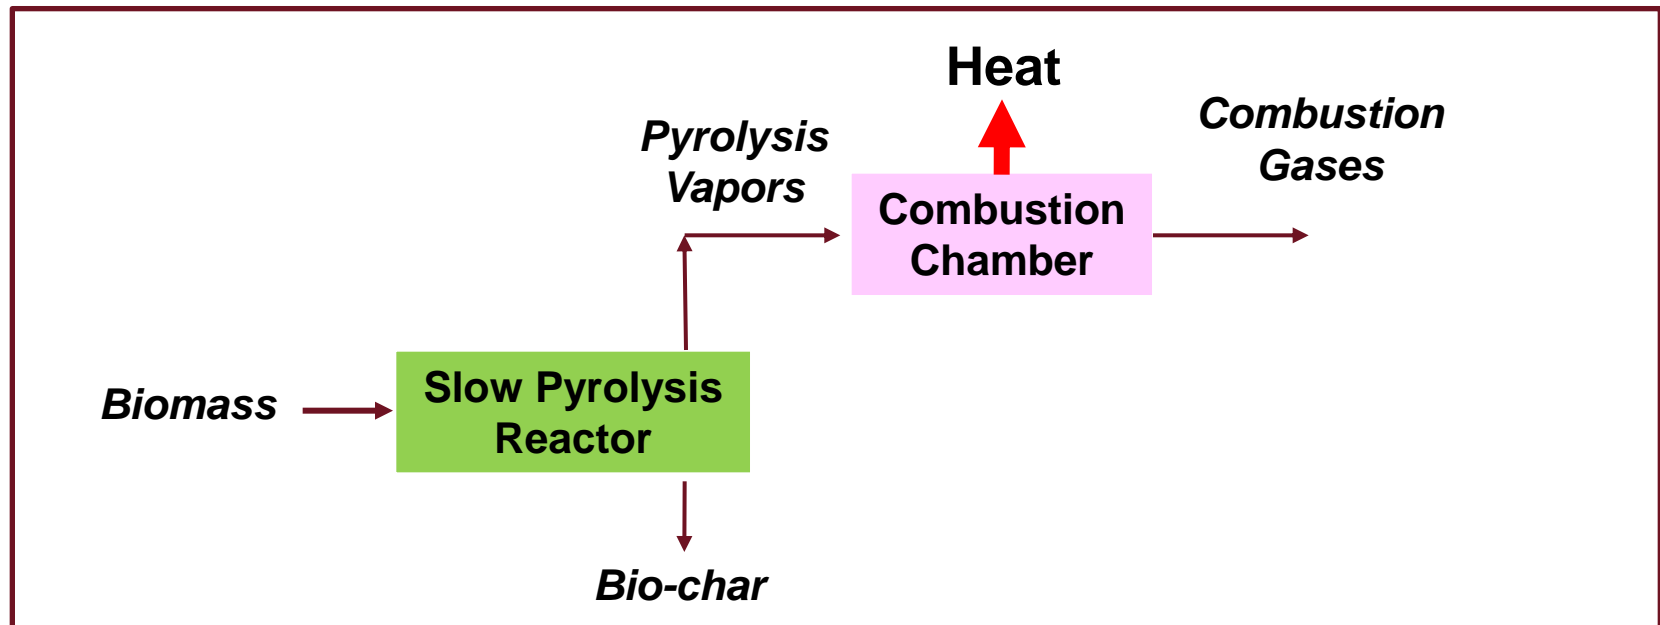 Heat
Pyrolysis
Vapors
Combustion
Gases
Combustion
Chamber
Biomass
Slow Pyrolysis
Reactor
Bio-char